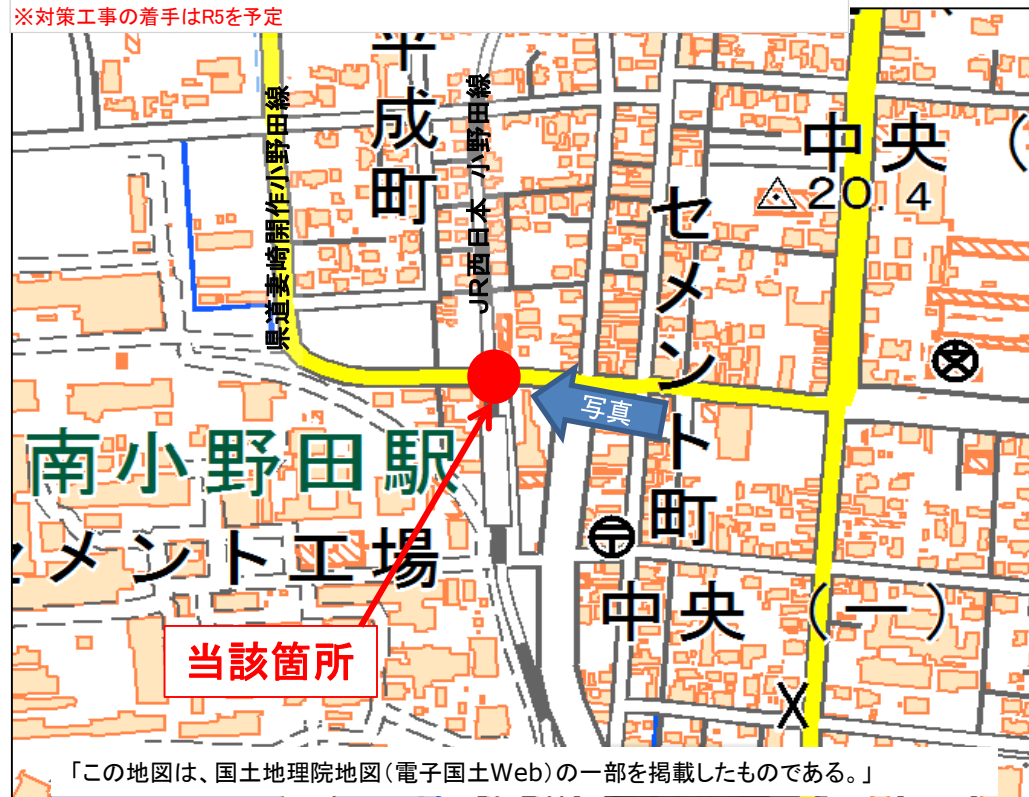 ※対策工事の着手はR5を予定
平成町
県道妻崎開作小野田線
JR西日本 小野田線
中央（
20.4
セメント町
写真
南小野田駅
セメント工場
中央（一）
当該箇所
「この地図は、国土地理院地図（電子国土Web）の一部を掲載したものである。」